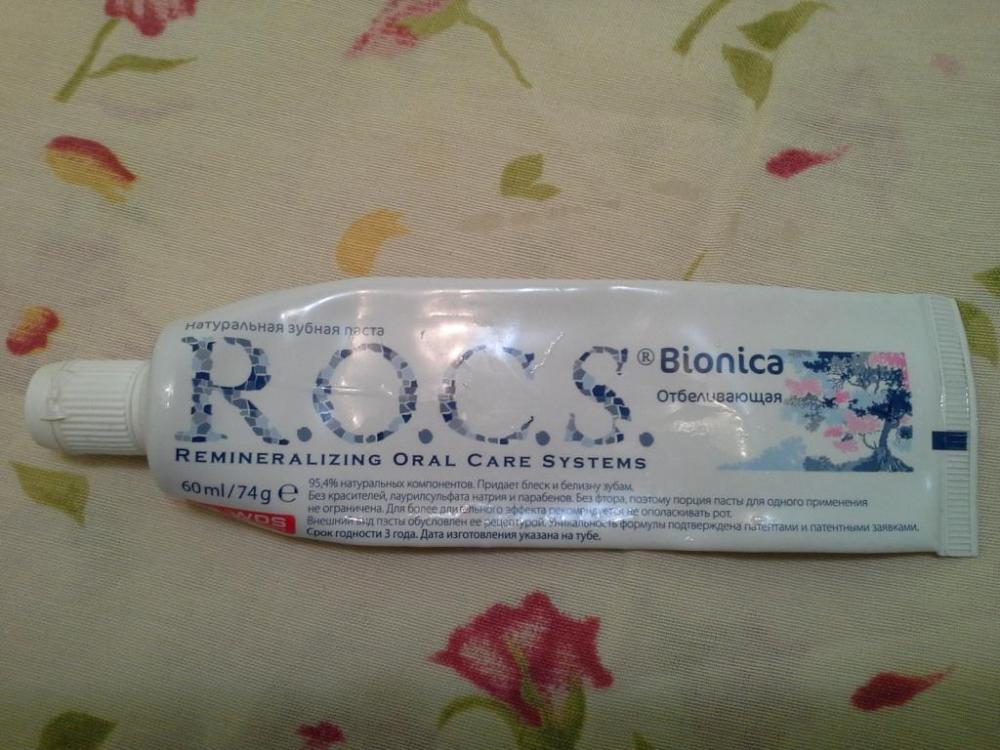 натуральная зубная паста
R.O.C.S.® Bionica
Отбеливающая
REMINERALIZING ORAL CARE SYSTEMS
60 ml/74g ℮
WDS
95,4% натуральных компонентов. Придает блеск и белизну зубам.
Без красителей, лаурилсульфата натрия и парабенов. Без фтора, поэтому порция пасты для одного применения
не ограничена. Для более длительного эффекта рекомендуется не ополаскивать рот.
Внешний вид пасты обусловлен ее рецептурой. Уникальность формулы подтверждена патентами и патентными заявками.
Срок годности 3 года. Дата изготовления указана на тубе.